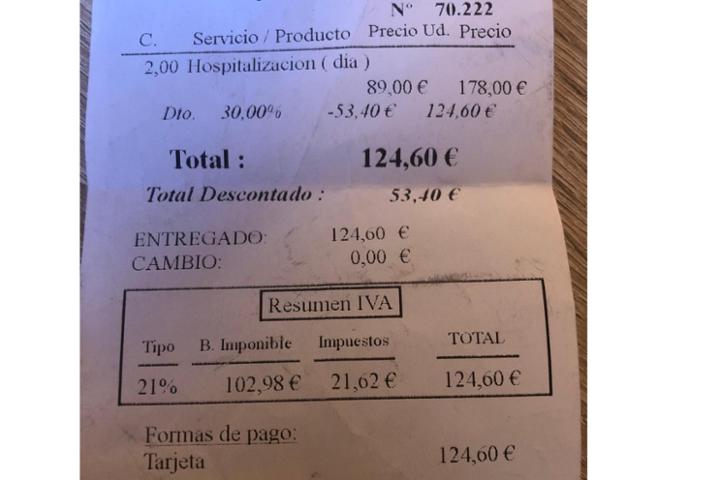 Nº 70.222
C. Servicio / Producto Precio Ud. Precio
2,00 Hospitalizacion ( dia )
89,00 € 178,00 €
Dto. 30,00% -53,40 € 124,60 €
Total : 124,60 €
Total Descontado : 53,40 €
ENTREGADO: 124,60 €
CAMBIO: 0,00 €
Resumen IVA
Tipo B. Imponible Impuestos TOTAL
21% 102,98 € 21,62 € 124,60 €
Formas de pago:
Tarjeta 124,60 €